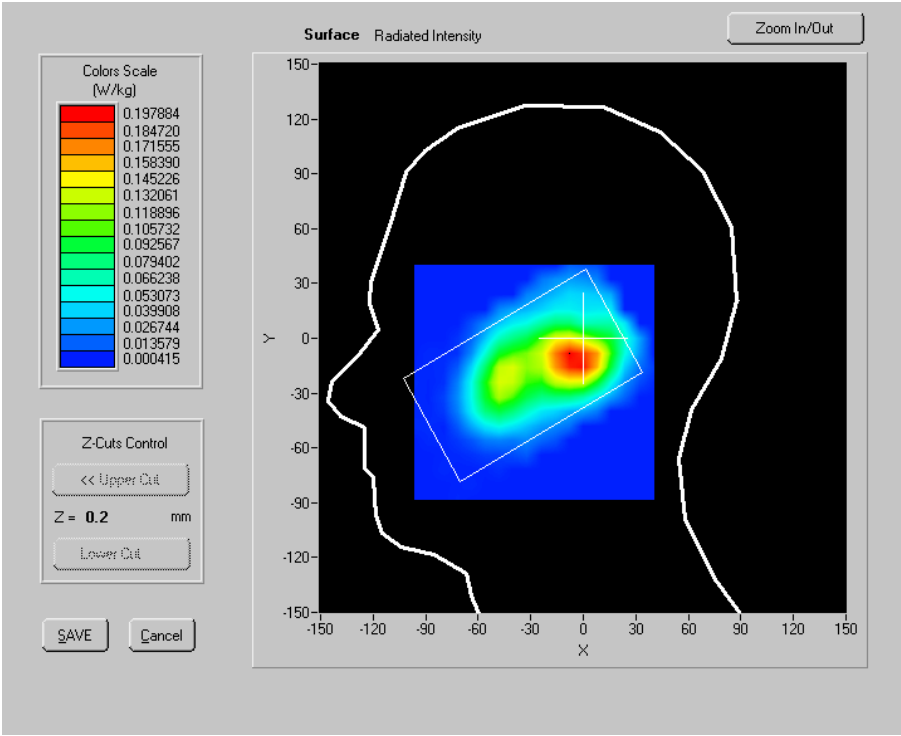 Surface Radiated Intensity
Zoom In/Out
Colors Scale
(W/kg)
0.197884
0.184720
0.171555
0.158390
0.145226
0.132061
0.118896
0.105732
0.092567
0.079402
0.066238
0.053073
0.039908
0.026744
0.013579
0.000415
Z-Cuts Control
<< Upper Cut
Z = 0.2 mm
Lower Cut
SAVE
Cancel
150
120
90
60
30
0
-30
-60
-90
-120
-150
Y
-150 -120 -90 -60 -30 0 30 60 90 120 150
X